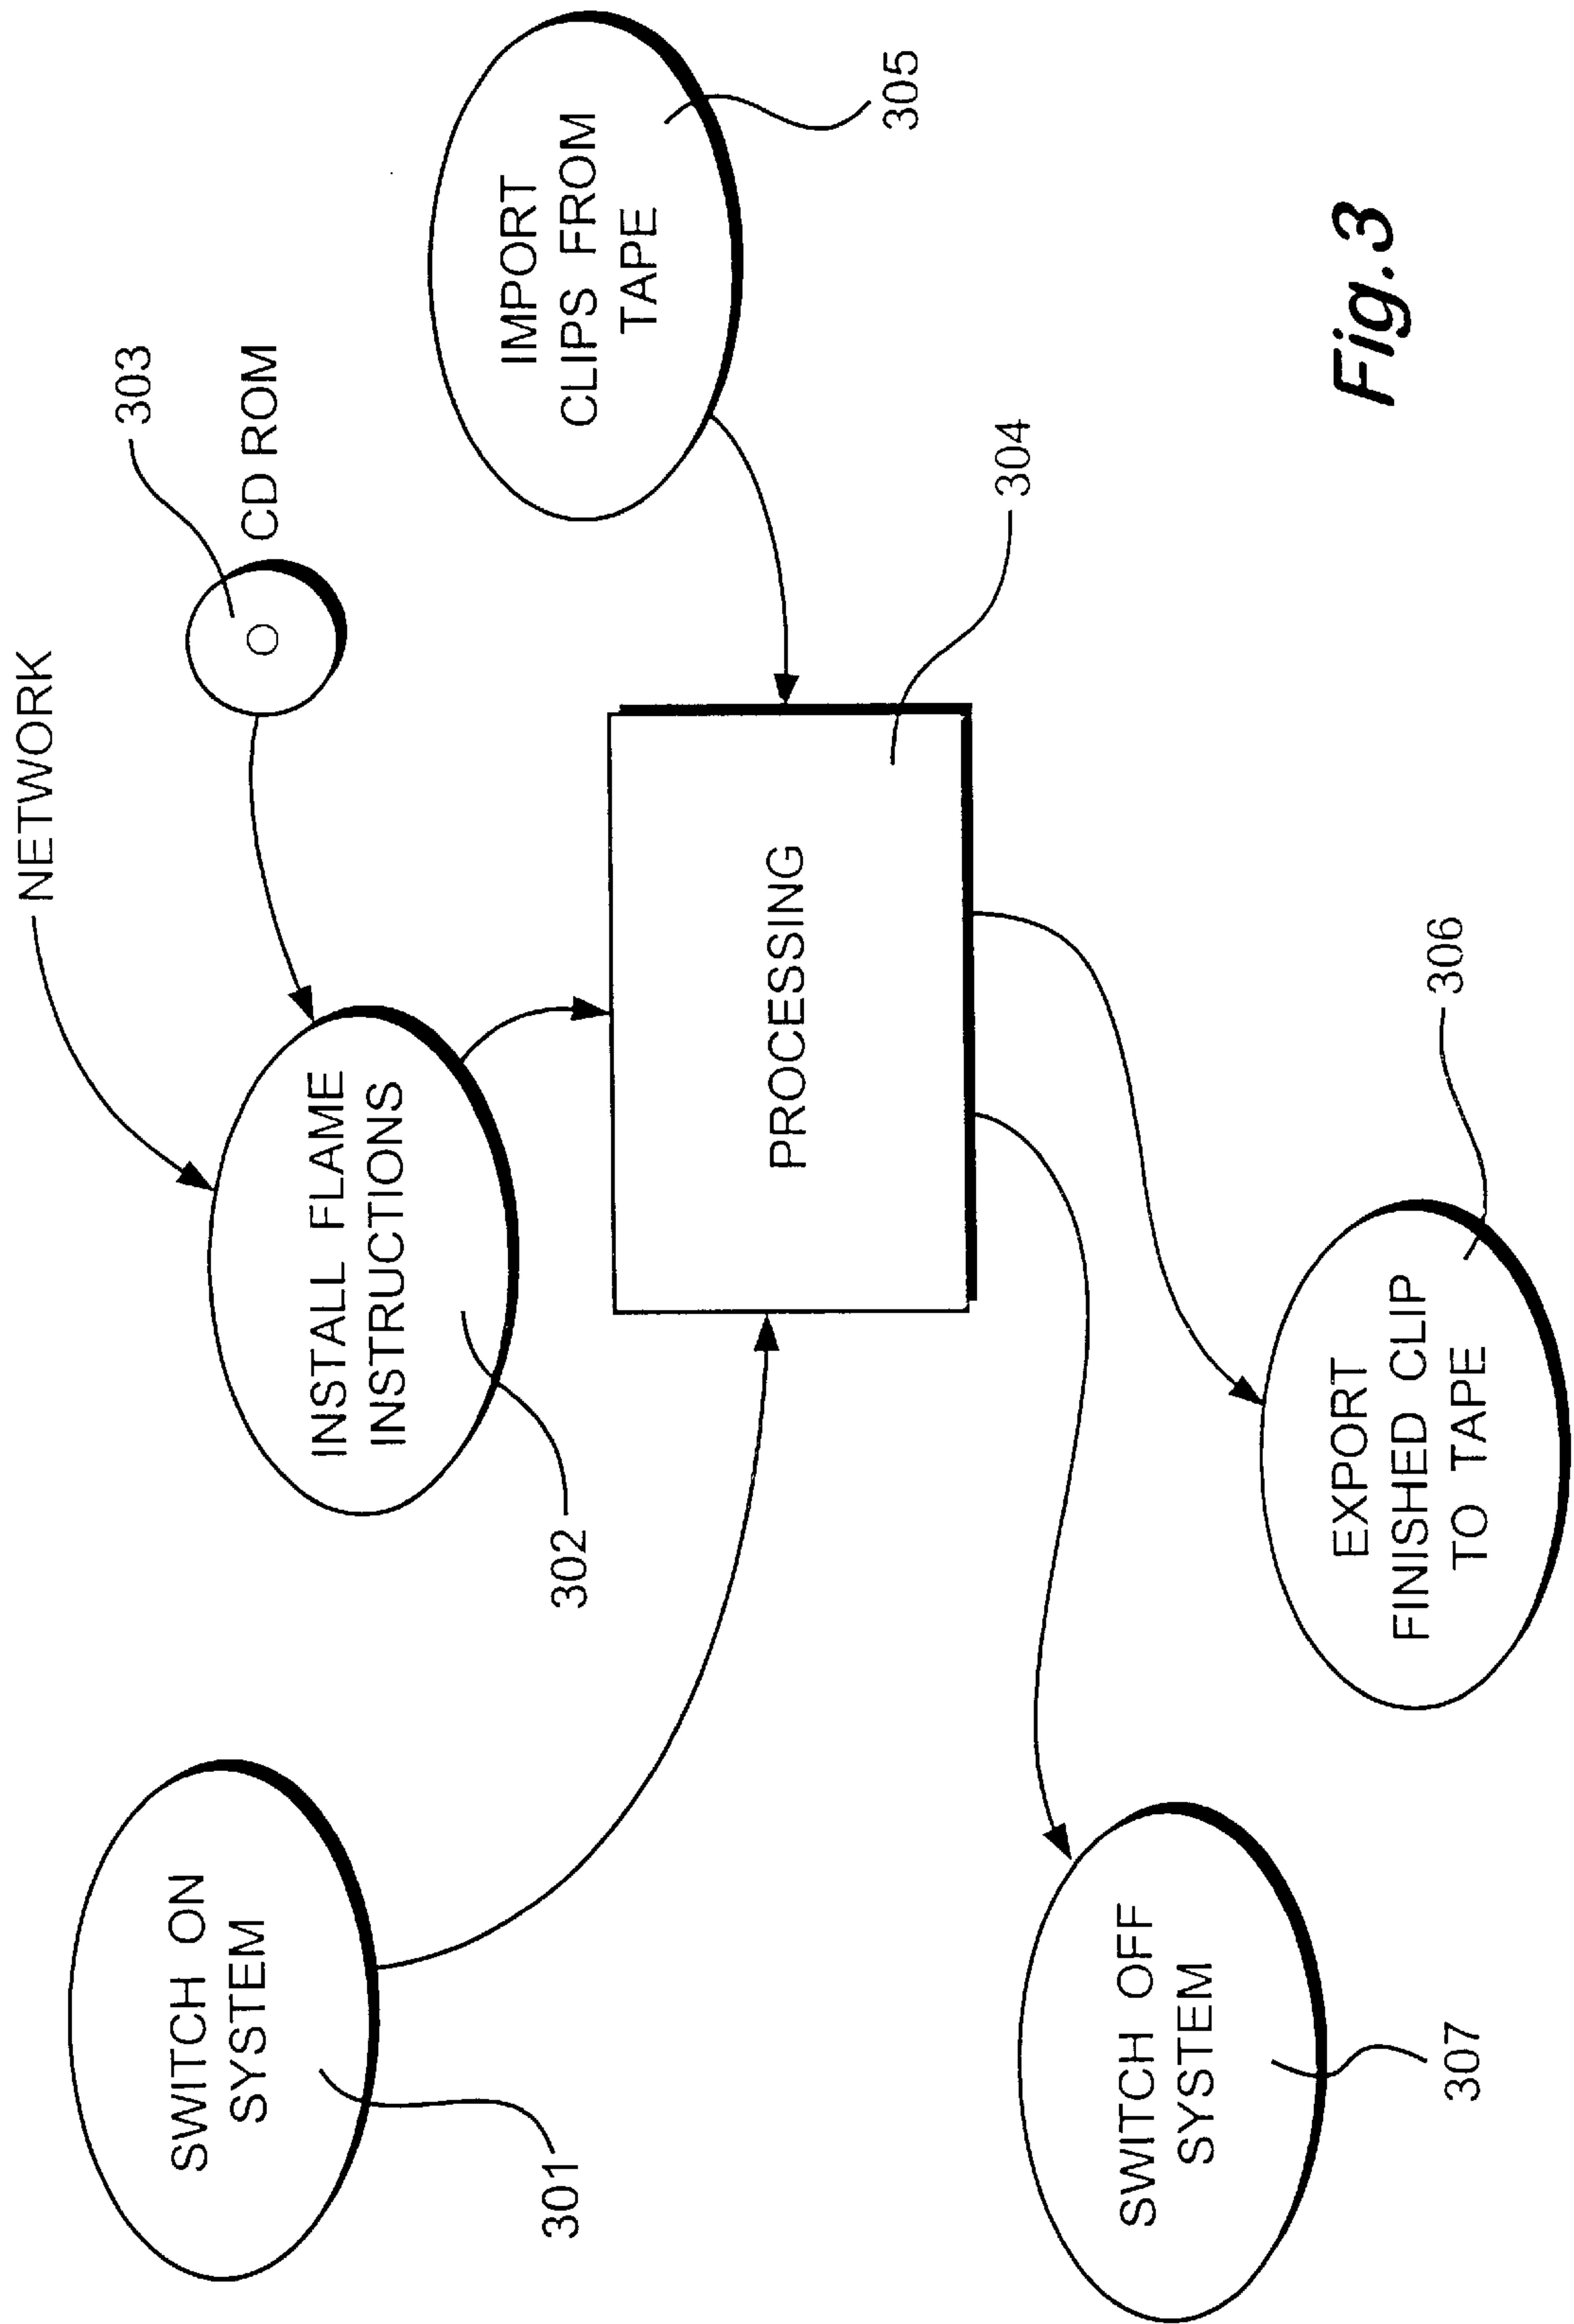 NETWORK
303
CD ROM
SWITCH ON
SYSTEM
301
INSTALL FLAME
INSTRUCTIONS
302
IMPORT
CLIPS FROM
TAPE
305
PROCESSING
304
SWITCH OFF
SYSTEM
307
EXPORT
FINISHED CLIP
TO TAPE
306
Fig.3